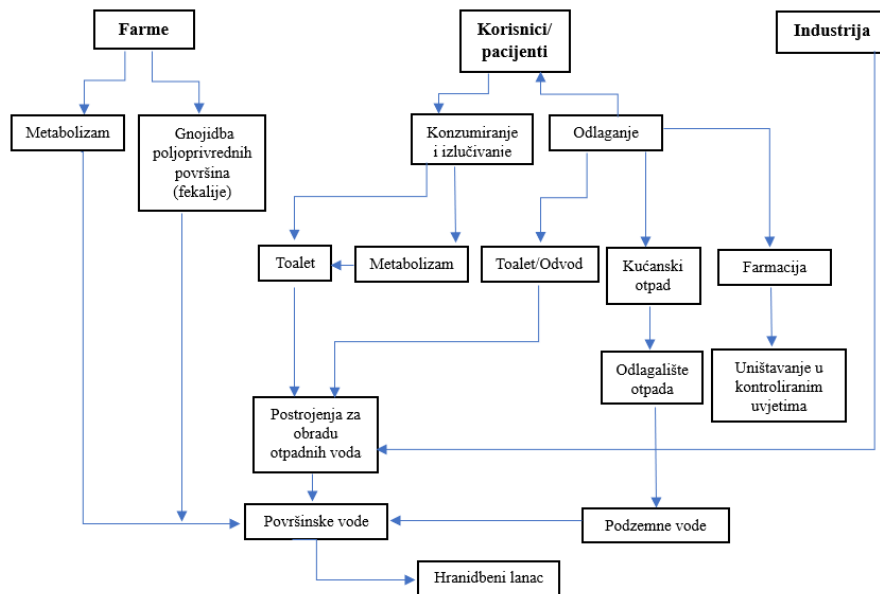 Farme
Korisnici/
pacijenti
Industrija
Metabolizam
Gnojidba
poljoprivrednih
površina
(fekalije)
Konzumiranje
i izlučivanje
Odlaganje
Toalet
Metabolizam
Toalet/Odvod
Kućanski
otpad
Farmacija
Odlagalište
otpada
Uništavanje u
kontroliranim
uvjetima
Postrojenja za
obradu
otpadnih voda
Površinske vode
Podzemne vode
Hranidbeni lanac